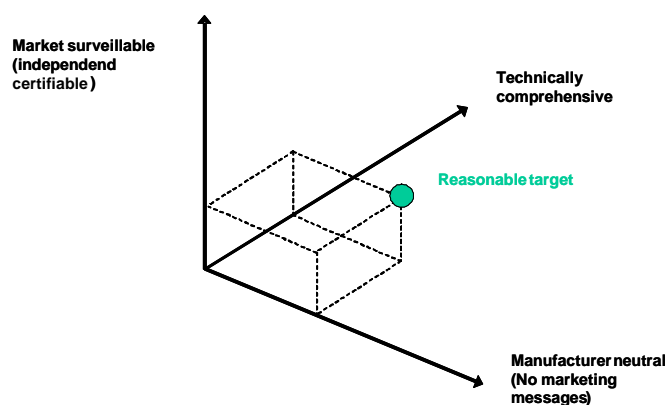 Market surveillable
(independend
certifiable )
Technically
comprehensive
Reasonable target
Manufacturer neutral
(No marketing
messages)